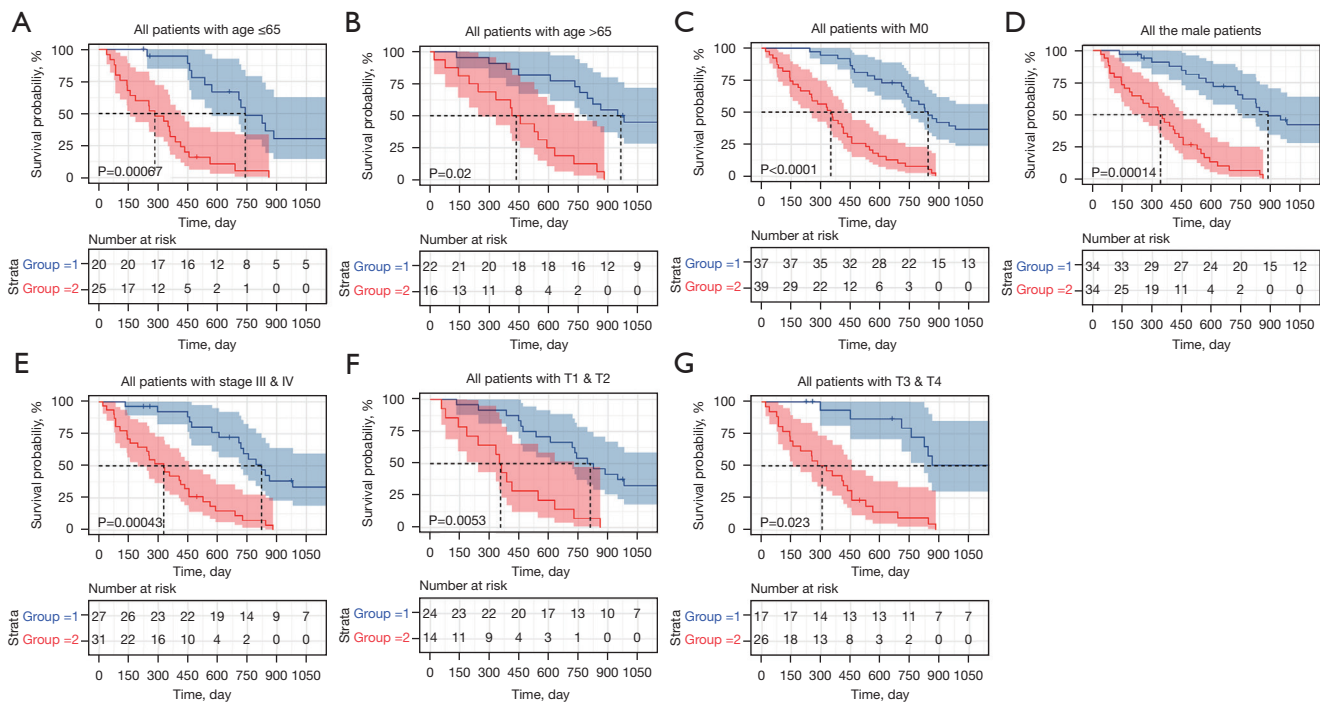 A
All patients with age ≤65
Survival probability, %
100
75
50
25
0
P=0.00067
0 150 300 450 600 750 900 1050
Time, day
Number at risk
Strata
Group =1
20 20 17 16 12 8 5 5
Group =2
25 17 12 5 2 1 0 0
0 150 300 450 600 750 900 1050
Time, day
B
All patients with age >65
Survival probability, %
100
75
50
25
0
P=0.02
0 150 300 450 600 750 900 1050
Time, day
Number at risk
Strata
Group =1
22 21 20 18 18 16 12 9
Group =2
16 13 11 8 4 2 0 0
0 150 300 450 600 750 900 1050
Time, day
C
All patients with M0
Survival probability, %
100
75
50
25
0
P<0.0001
0 150 300 450 600 750 900 1050
Time, day
Number at risk
Strata
Group =1
37 37 35 32 28 22 15 13
Group =2
39 29 22 12 6 3 0 0
0 150 300 450 600 750 900 1050
Time, day
D
All the male patients
Survival probability, %
100
75
50
25
0
P=0.00014
0 150 300 450 600 750 900 1050
Time, day
Number at risk
Strata
Group =1
34 33 29 27 24 20 15 12
Group =2
34 25 19 11 4 2 0 0
0 150 300 450 600 750 900 1050
Time, day
E
All patients with stage III & IV
Survival probability, %
100
75
50
25
0
P=0.00043
0 150 300 450 600 750 900 1050
Time, day
Number at risk
Strata
Group =1
27 26 23 22 19 14 9 7
Group =2
31 22 16 10 4 2 0 0
0 150 300 450 600 750 900 1050
Time, day
F
All patients with T1 & T2
Survival probability, %
100
75
50
25
0
P=0.0053
0 150 300 450 600 750 900 1050
Time, day
Number at risk
Strata
Group =1
24 23 22 20 17 13 10 7
Group =2
14 11 9 4 3 1 0 0
0 150 300 450 600 750 900 1050
Time, day
G
All patients with T3 & T4
Survival probability, %
100
75
50
25
0
P=0.023
0 150 300 450 600 750 900 1050
Time, day
Number at risk
Strata
Group =1
17 17 14 13 13 11 7 7
Group =2
26 18 13 8 3 2 0 0
0 150 300 450 600 750 900 1050
Time, day